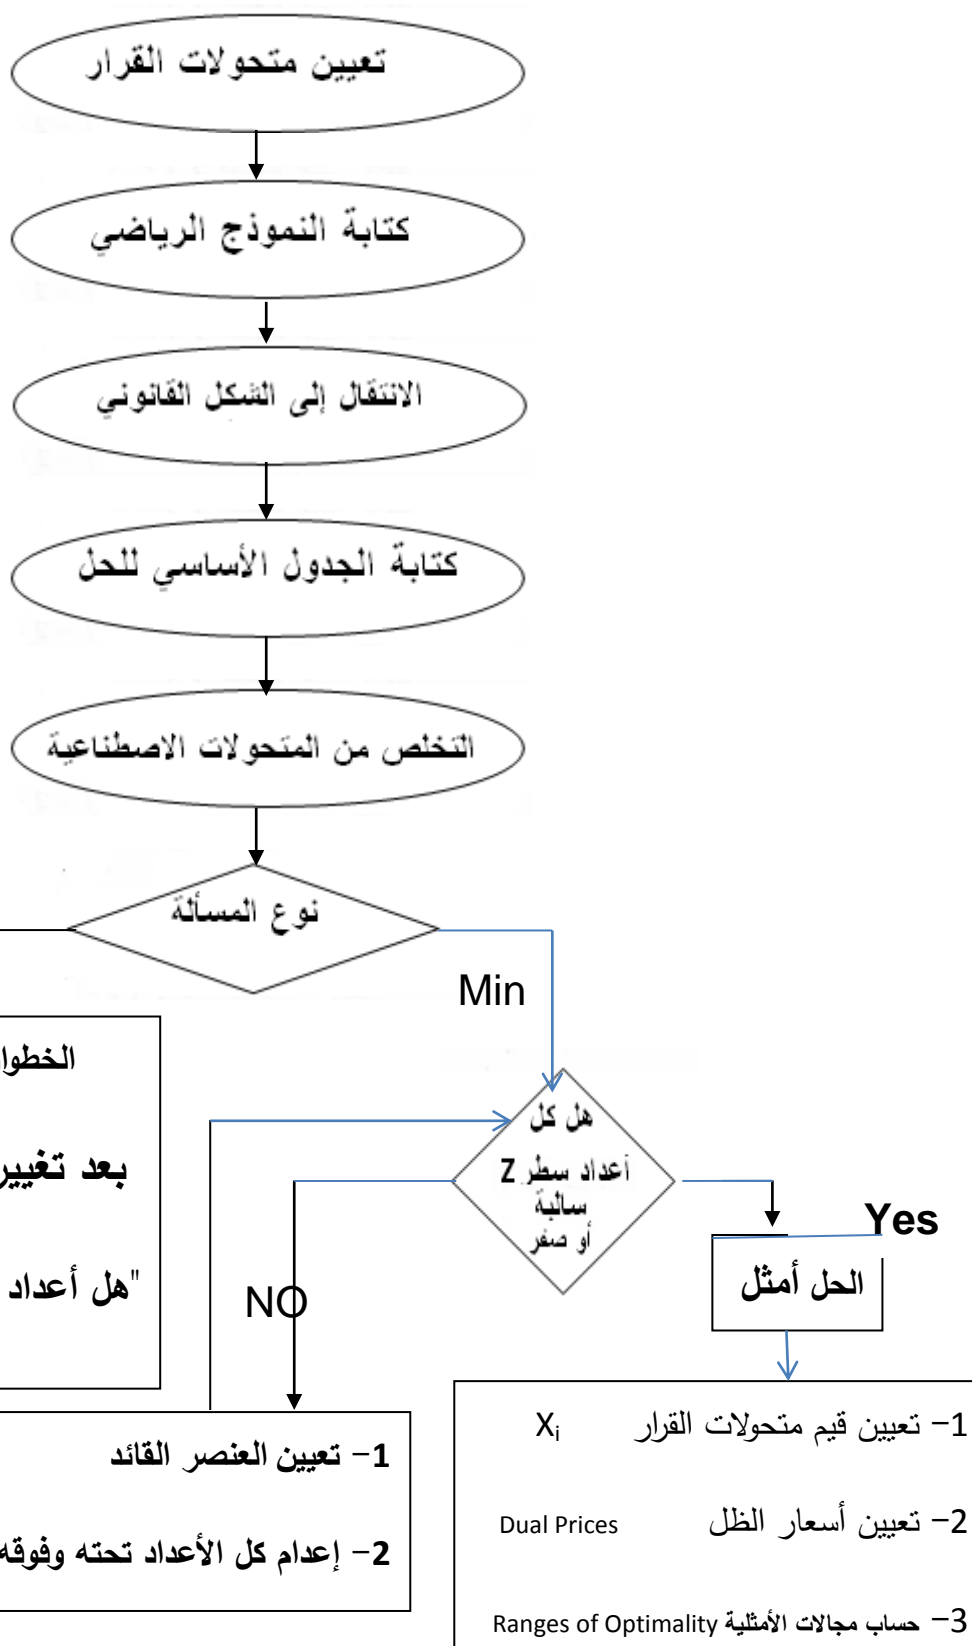 تعيين متحولات القرار
كتابة النموذج الرياضي
الانتقال إلى الشكل القانوني
كتابة الجدول الأساسي للحل
التخلص من المتحولات الاصطناعية
نوع المسألة
Min
هل كل
أعداد سطر Z
سالبة
أو صفر
Yes
NO
الحل أمثل
بعد تغيير
"هل أعداد
1- تعيين العنصر القائد
2- إعدام كل الأعداد تحته وفوقه
1- تعيين قيم متحولات القرار Xi
2- تعيين أسعار الظل Dual Prices
3- حساب مجالات الأمثلية Ranges of Optimality